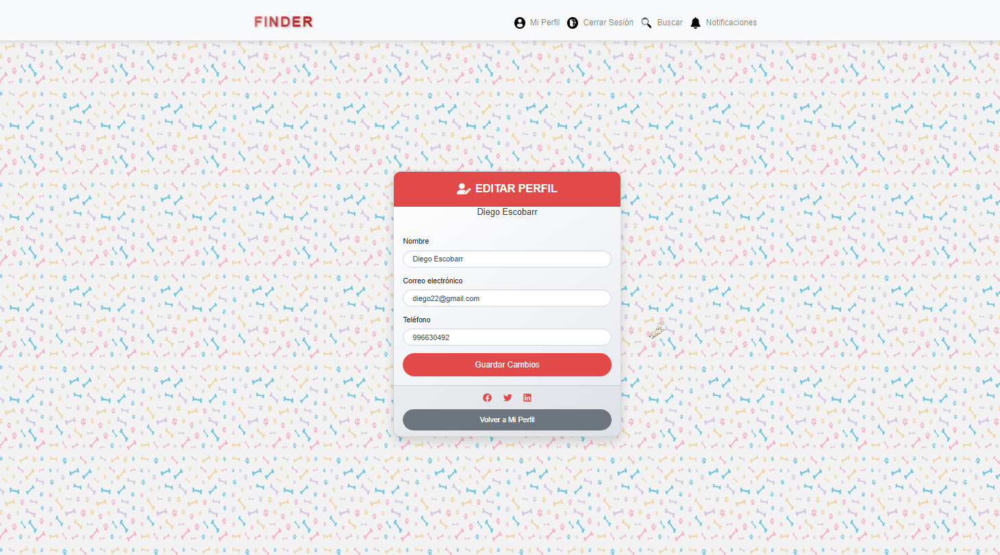 FINDER
Mi Perfil Cerrar Sesión Buscar Notificaciones
EDITAR PERFIL
Diego Escobarr
Nombre
Diego Escobarr
Correo electrónico
diego22@gmail.com
Teléfono
996630492
Guardar Cambios
Volver a Mi Perfil